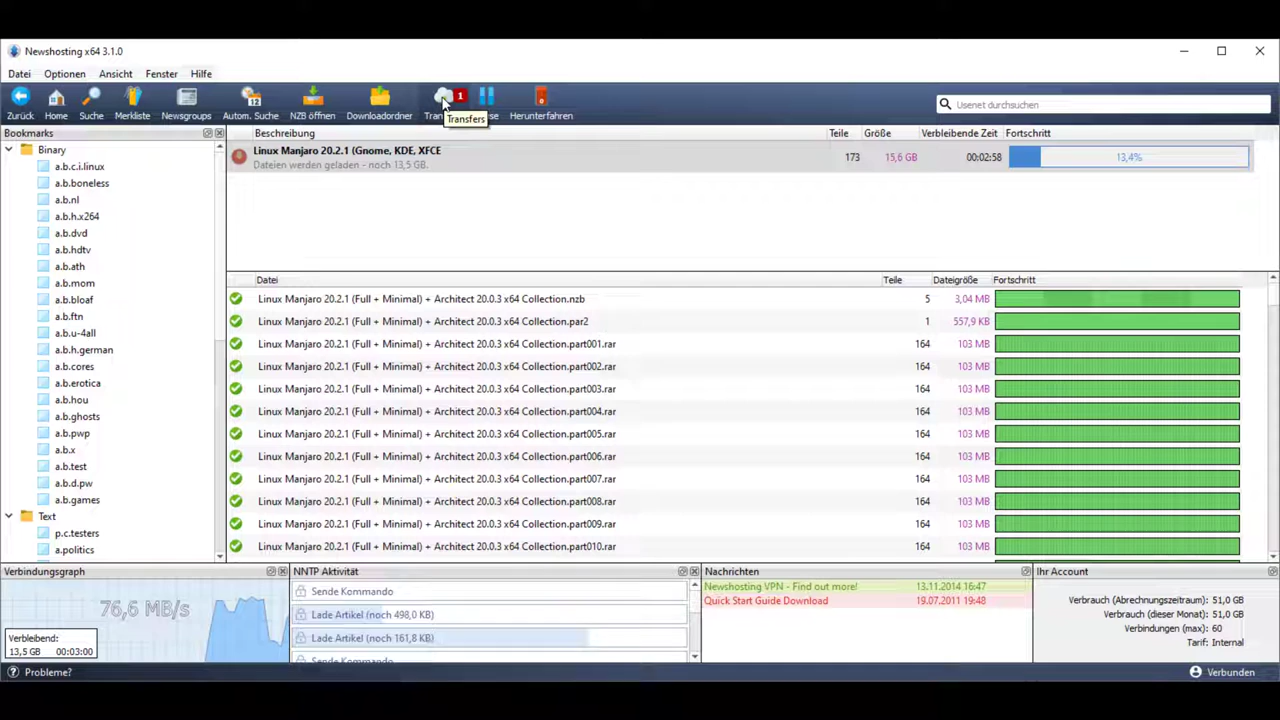 Newshosting x64 3.1.0
Datei Optionen Ansicht Fenster Hilfe
1
12
Zurück Home Suche Merkliste Newsgroups Autom. Suche NZB öffnen Downloadordner Herunterfahren
Usenet durchsuchen
Transfers
Bookmarks
Binary
a.b.c.i.linux
a.b.boneless
a.b.nl
a.b.h.x264
a.b.dvd
a.b.hdtv
a.b.ath
a.b.mom
a.b.bloaf
a.b.ftn
a.b.u-4all
a.b.h.german
a.b.cores
a.b.erotica
a.b.hou
a.b.ghosts
a.b.pwp
a.b.x
a.b.test
a.b.d.pw
a.b.games
Text
p.c.testers
a.politics
Beschreibung Teile Größe Verbleibende Zeit Fortschritt
Linux Manjaro 20.2.1 (Gnome, KDE, XFCE 173 15,6 GB 00:02:58 13,4%
Dateien werden geladen - noch 13,5 GB.
Datei Teile Dateigröße Fortschritt
Linux Manjaro 20.2.1 (Full + Minimal) + Architect 20.0.3 x64 Collection.nzb 5 3,04 MB
Linux Manjaro 20.2.1 (Full + Minimal) + Architect 20.0.3 x64 Collection.par2 1 557,9 KB
Linux Manjaro 20.2.1 (Full + Minimal) + Architect 20.0.3 x64 Collection.part001.rar 164 103 MB
Linux Manjaro 20.2.1 (Full + Minimal) + Architect 20.0.3 x64 Collection.part002.rar 164 103 MB
Linux Manjaro 20.2.1 (Full + Minimal) + Architect 20.0.3 x64 Collection.part003.rar 164 103 MB
Linux Manjaro 20.2.1 (Full + Minimal) + Architect 20.0.3 x64 Collection.part004.rar 164 103 MB
Linux Manjaro 20.2.1 (Full + Minimal) + Architect 20.0.3 x64 Collection.part005.rar 164 103 MB
Linux Manjaro 20.2.1 (Full + Minimal) + Architect 20.0.3 x64 Collection.part006.rar 164 103 MB
Linux Manjaro 20.2.1 (Full + Minimal) + Architect 20.0.3 x64 Collection.part007.rar 164 103 MB
Linux Manjaro 20.2.1 (Full + Minimal) + Architect 20.0.3 x64 Collection.part008.rar 164 103 MB
Linux Manjaro 20.2.1 (Full + Minimal) + Architect 20.0.3 x64 Collection.part009.rar 164 103 MB
Linux Manjaro 20.2.1 (Full + Minimal) + Architect 20.0.3 x64 Collection.part010.rar 164 103 MB
Verbindungsgraph
76,6 MB/s
Verbleibend:
13,5 GB 00:03:00
NNTP Aktivität
Sende Kommando
Lade Artikel (noch 498,0 KB)
Lade Artikel (noch 161,8 KB)
Sende Kommando
Nachrichten
Newshosting VPN - Find out more! 13.11.2014 16:47
Quick Start Guide Download 19.07.2011 19:48
Ihr Account
Verbrauch (Abrechnungszeitraum): 51,0 GB
Verbrauch (dieser Monat): 51,0 GB
Verbindungen (max): 60
Tarif: Internal
Probleme?
Verbunden